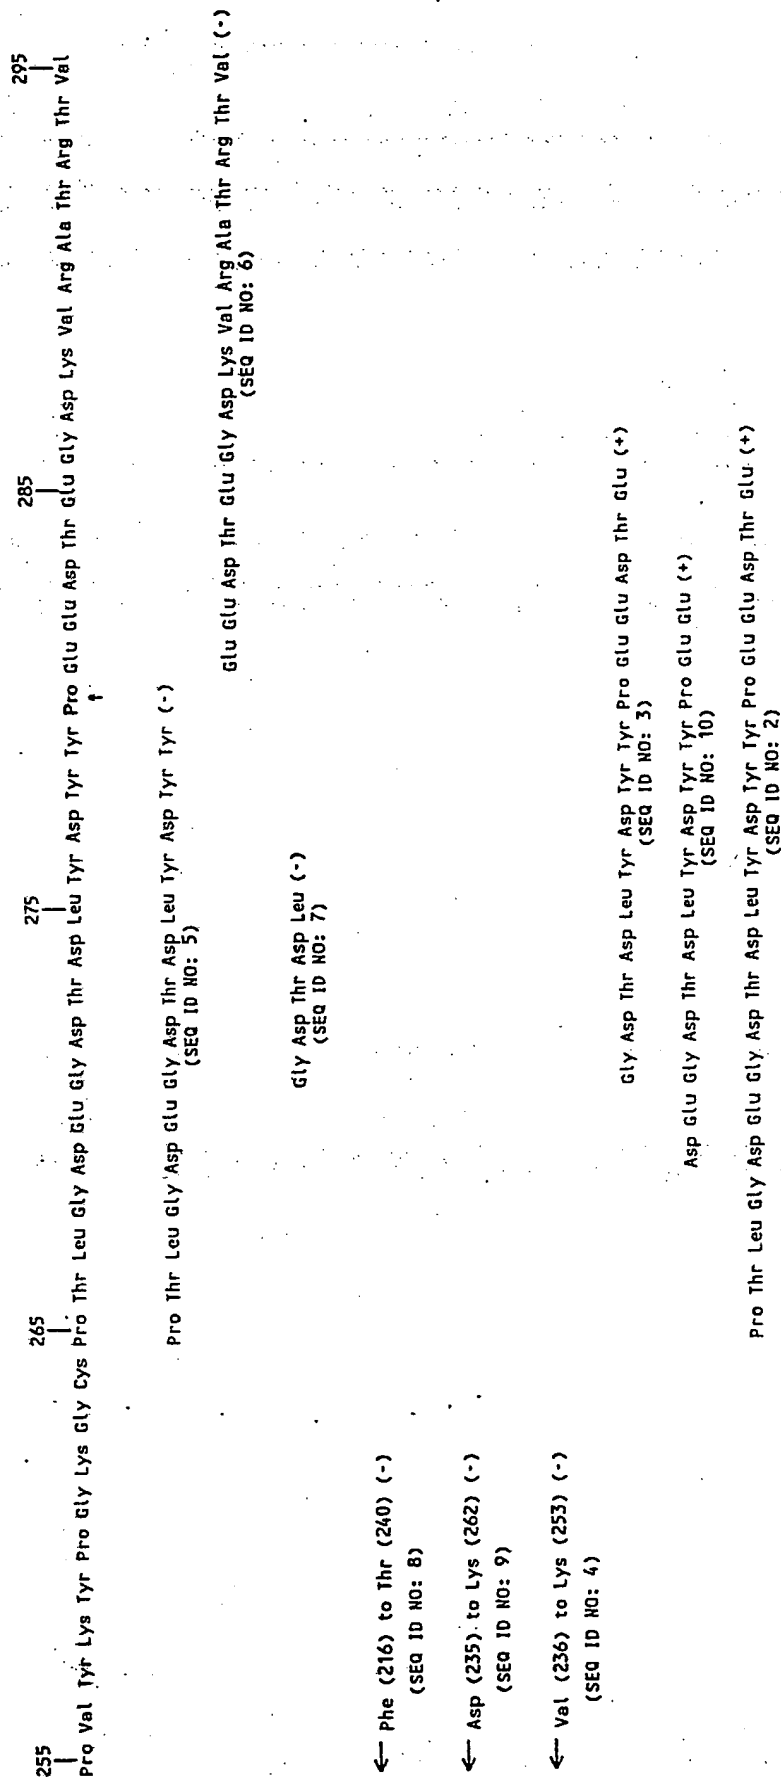 255 265 275 285 295
Pro Val Tyr Lys Tyr Pro Gly Lys Gly Cys Pro Thr Leu Gly Asp Glu Gly Asp Thr Asp Leu Tyr Asp Tyr Tyr Pro Glu Glu Asp Thr Glu Gly Asp Lys Val Arg Ala Thr Arg Thr Val
Pro Thr Leu Gly Asp Glu Gly Asp Thr Asp Leu Tyr Asp Tyr Tyr (-)
(SEQ ID NO: 5)
Glu Glu Asp Thr Glu Gly Asp Lys Val Arg Ala Thr Arg Thr Val (-)
(SEQ ID NO: 6)
Gly Asp Thr Asp Leu (-)
(SEQ ID NO: 7)
← Phe (216) to Thr (240) (-)
(SEQ ID NO: 8)
← Asp (235) to Lys (262) (-)
(SEQ ID NO: 9)
← Val (236) to Lys (253) (-)
(SEQ ID NO: 4)
Gly Asp Thr Asp Leu Tyr Asp Tyr Tyr Pro Glu Glu Asp Thr Glu (+)
(SEQ ID NO: 3)
Asp Glu Gly Asp Thr Asp Leu Tyr Asp Tyr Tyr Pro Glu Glu (+)
(SEQ ID NO: 10)
Pro Thr Leu Gly Asp Glu Gly Asp Thr Asp Leu Tyr Asp Tyr Tyr Pro Glu Glu Asp Thr Glu (+)
(SEQ ID NO: 2)